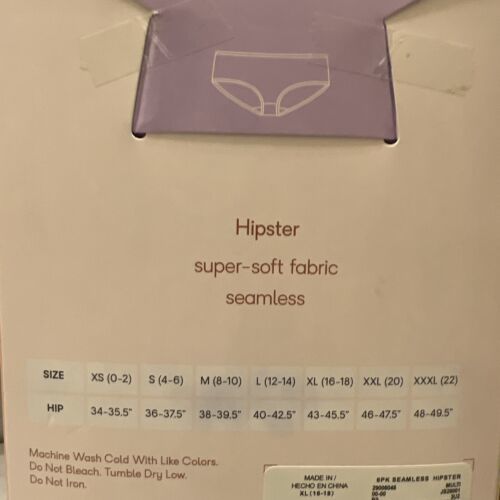 Hipster
super-soft fabric
seamless
SIZE XS (0-2) S (4-6) M (8-10) L (12-14) XL (16-18) XXL (20) XXXL (22)
HIP 34-35.5" 36-37.5" 38-39.5" 40-42.5" 43-45.5" 46-47.5" 48-49.5"
Machine Wash Cold With Like Colors.
Do Not Bleach. Tumble Dry Low.
Do Not Iron.
MADE IN / 6PK SEAMLESS HIPSTER
HECHO EN CHINA MULTI
XL (16-18)
00-00